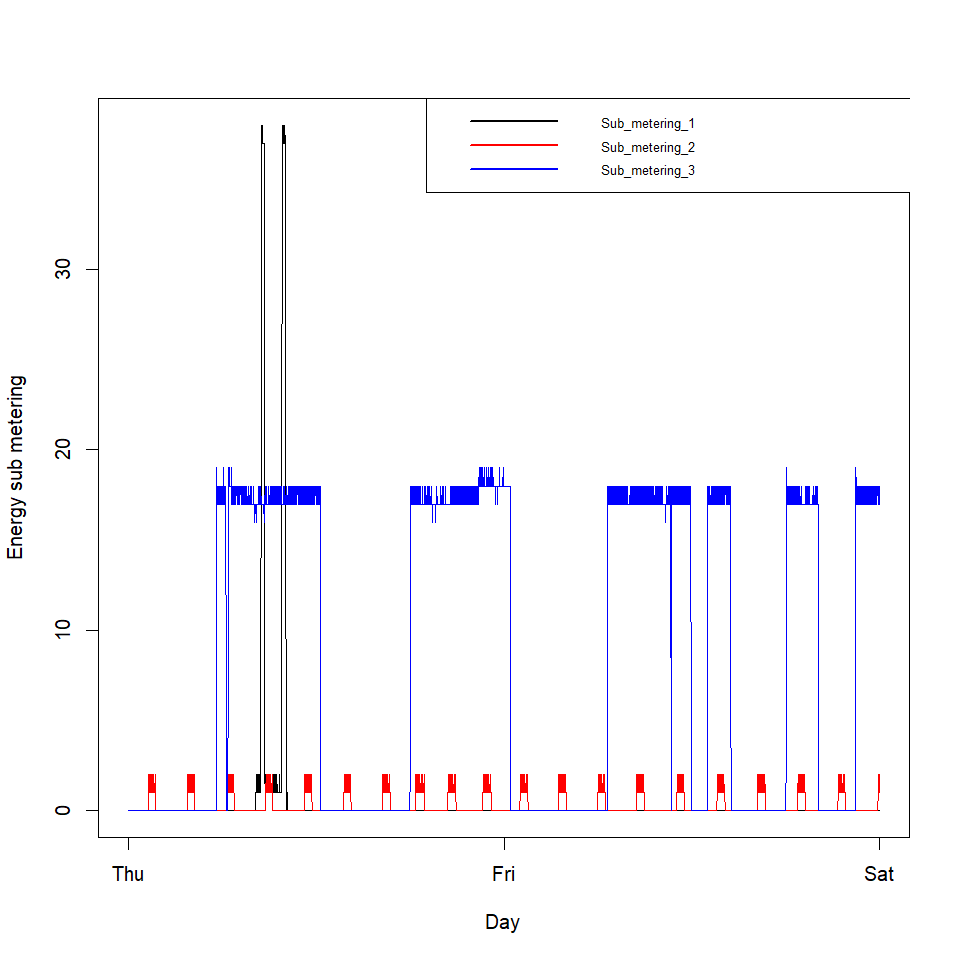 Sub_metering_1
Sub_metering_2
Sub_metering_3
Energy sub metering
30
20
10
0
Thu Fri Sat
Day